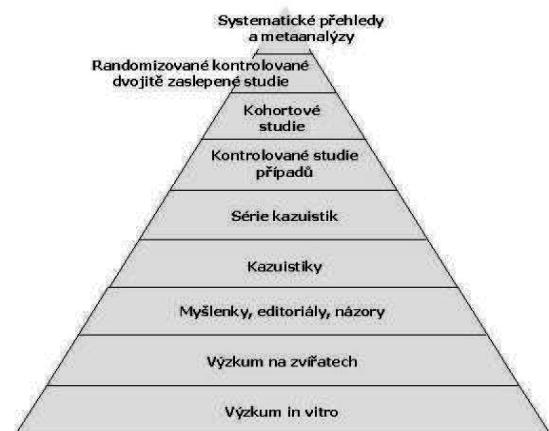 Systematické přehledy
a metaanalýzy
Randomizované kontrolované
dvojitě zaslepené studie
Kohortové
studie
Kontrolované studie
případů
Série kazuistik
Kazuistiky
Myšlenky, editoriály, názory
Výzkum na zvířatech
Výzkum in vitro